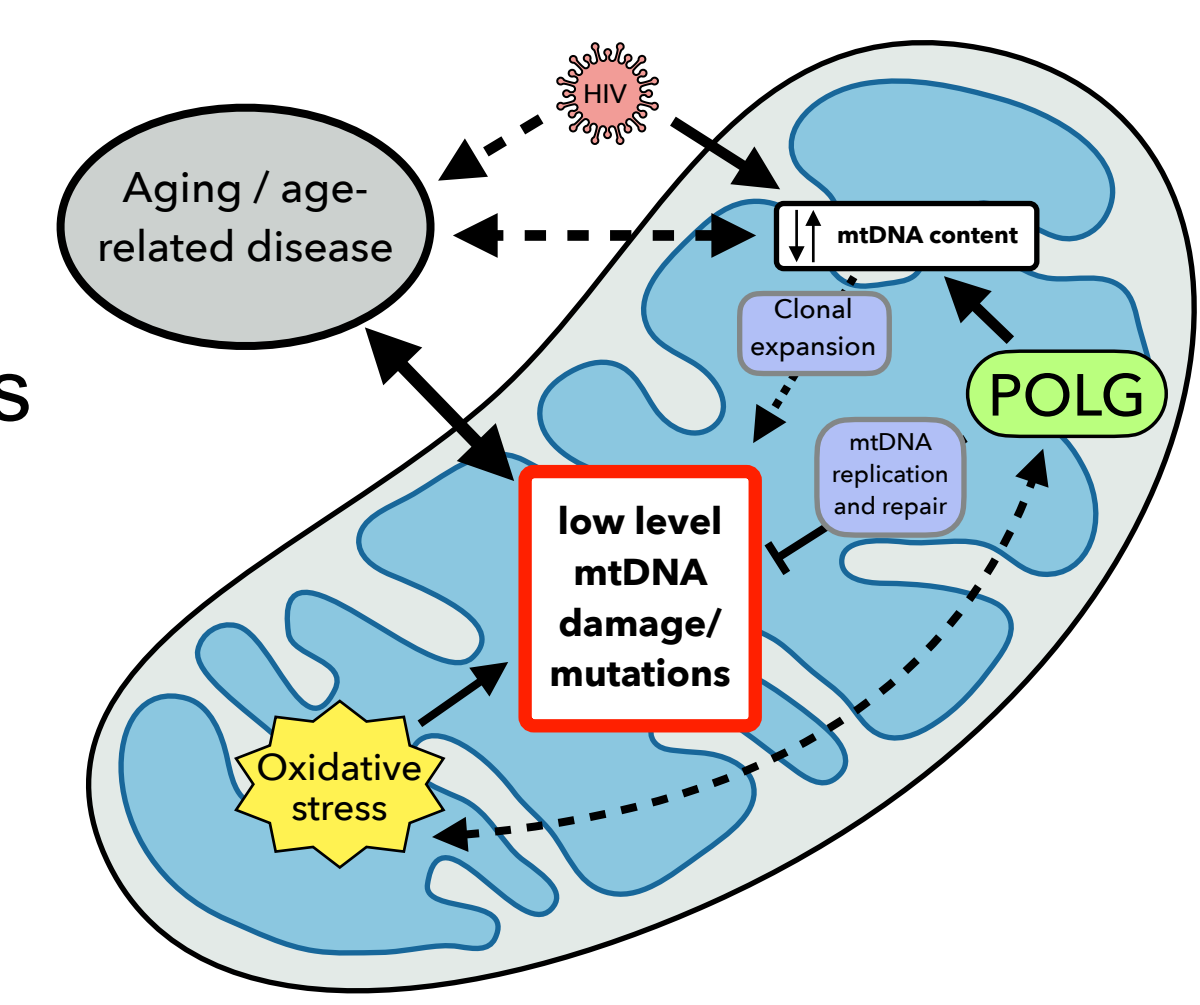 HIV
Aging / age-
related disease
mtDNA content
Clonal
expansion
POLG
s
mtDNA
replication
and repair
low level
mtDNA
damage/
mutations
Oxidative
stress